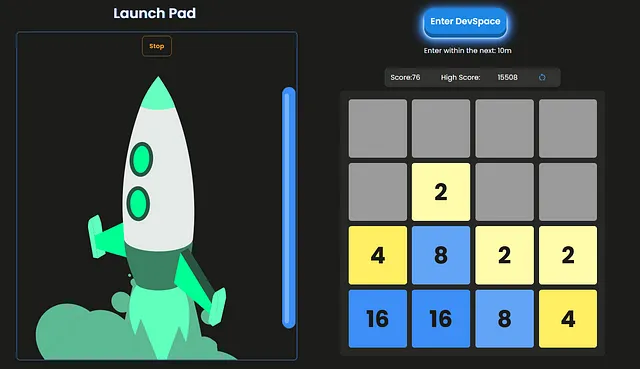 Launch Pad
Stop
Enter DevSpace
Enter within the next: 10m
Score:76 High Score: 15508
2
4 8 2 2
16 16 8 4